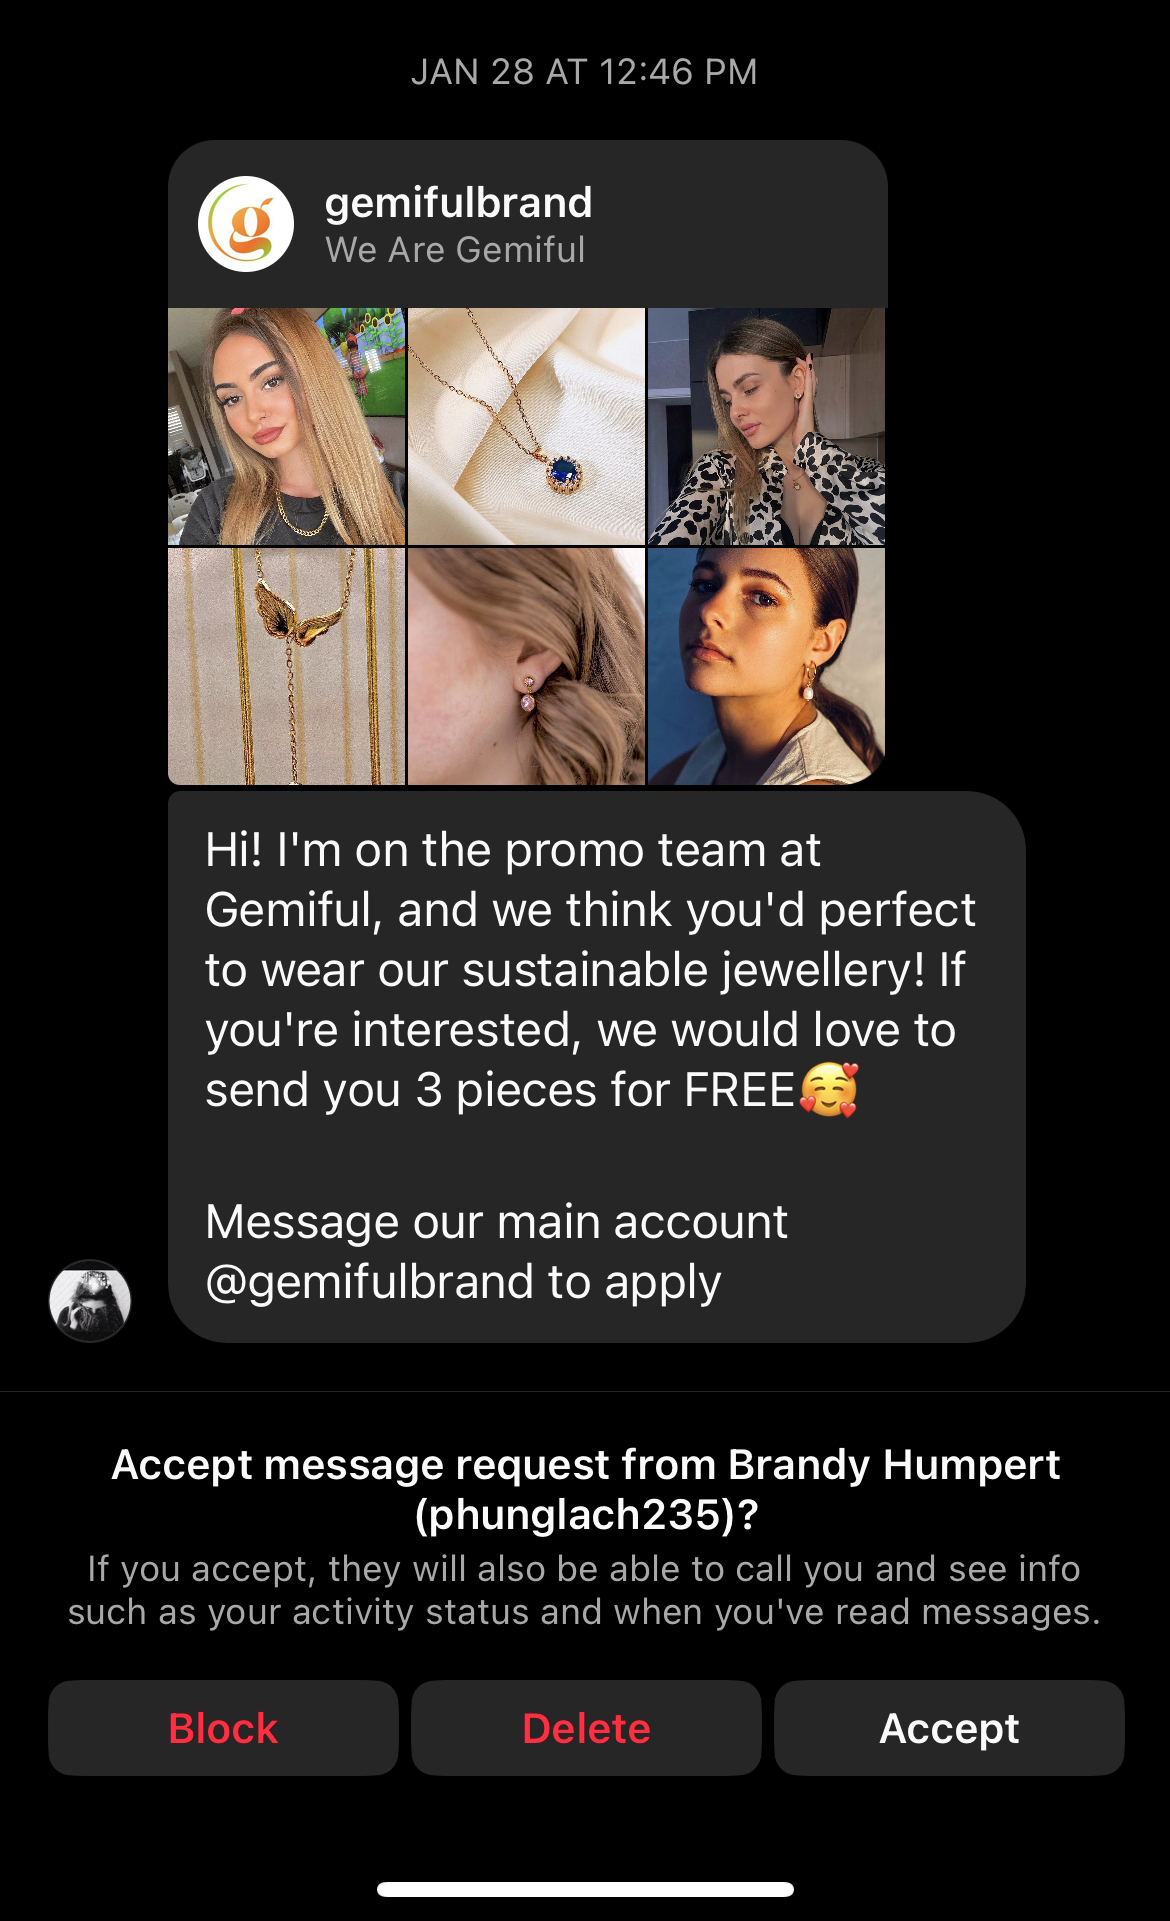 JAN 28 AT 12:46 PM
g
gemifulbrand
We Are Gemiful
Hi! I'm on the promo team at
Gemiful, and we think you'd perfect
to wear our sustainable jewellery! If
you're interested, we would love to
send you 3 pieces for FREE🥰
Message our main account
@gemifulbrand to apply
Accept message request from Brandy Humpert
(phunglach235)?
If you accept, they will also be able to call you and see info
such as your activity status and when you've read messages.
Block
Delete
Accept